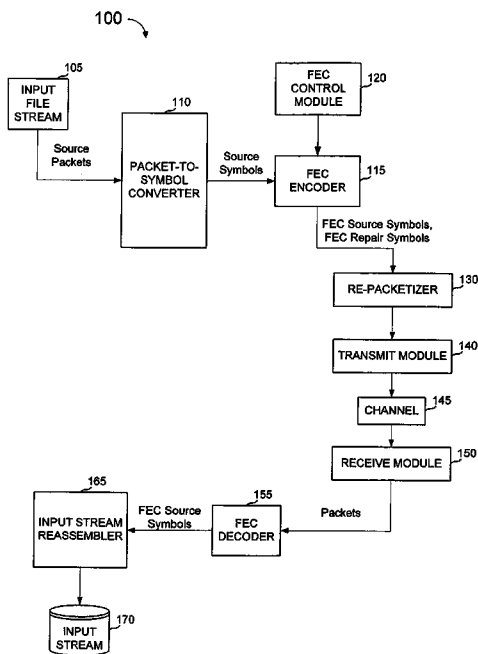 100
105
INPUT
FILE
STREAM
Source
Packets
110
PACKET-TO-
SYMBOL
CONVERTER
Source
Symbols
FEC
CONTROL
MODULE
120
FEC
ENCODER
115
FEC Source Symbols,
FEC Repair Symbols
RE-PACKETIZER
130
TRANSMIT MODULE
140
CHANNEL
145
RECEIVE MODULE
150
Packets
155
FEC
DECODER
FEC Source
Symbols
165
INPUT STREAM
REASSEMBLER
INPUT
STREAM
170